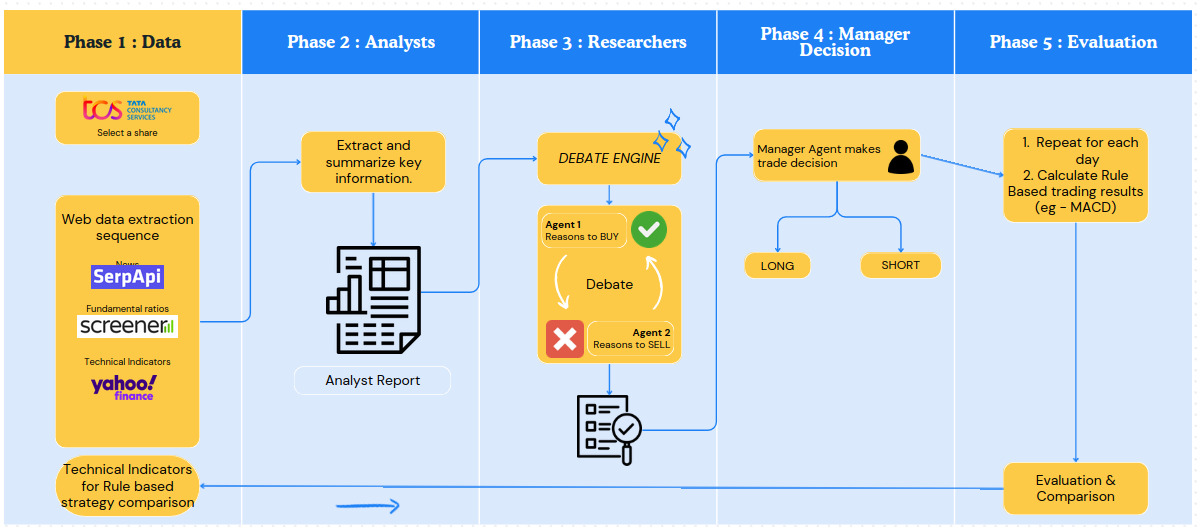 Phase 1 : Data
Phase 2 : Analysts
Phase 3 : Researchers
Phase 4 : Manager
Decision
Phase 5 : Evaluation
tcs
TATA
CONSULTANCY
SERVICES
Select a share
Web data extraction
sequence
News
SerpApi
Fundamental ratios
screener
Technical Indicators
yahoo!
finance
Technical Indicators
for Rule based
strategy comparison
Extract and
summarize key
information.
Analyst Report
DEBATE ENGINE
Agent 1
Reasons to BUY
Debate
Agent 2
Reasons to SELL
Manager Agent makes
trade decision
LONG
SHORT
1. Repeat for each
day
2. Calculate Rule
Based trading results
(eg - MACD)
Evaluation &
Comparison